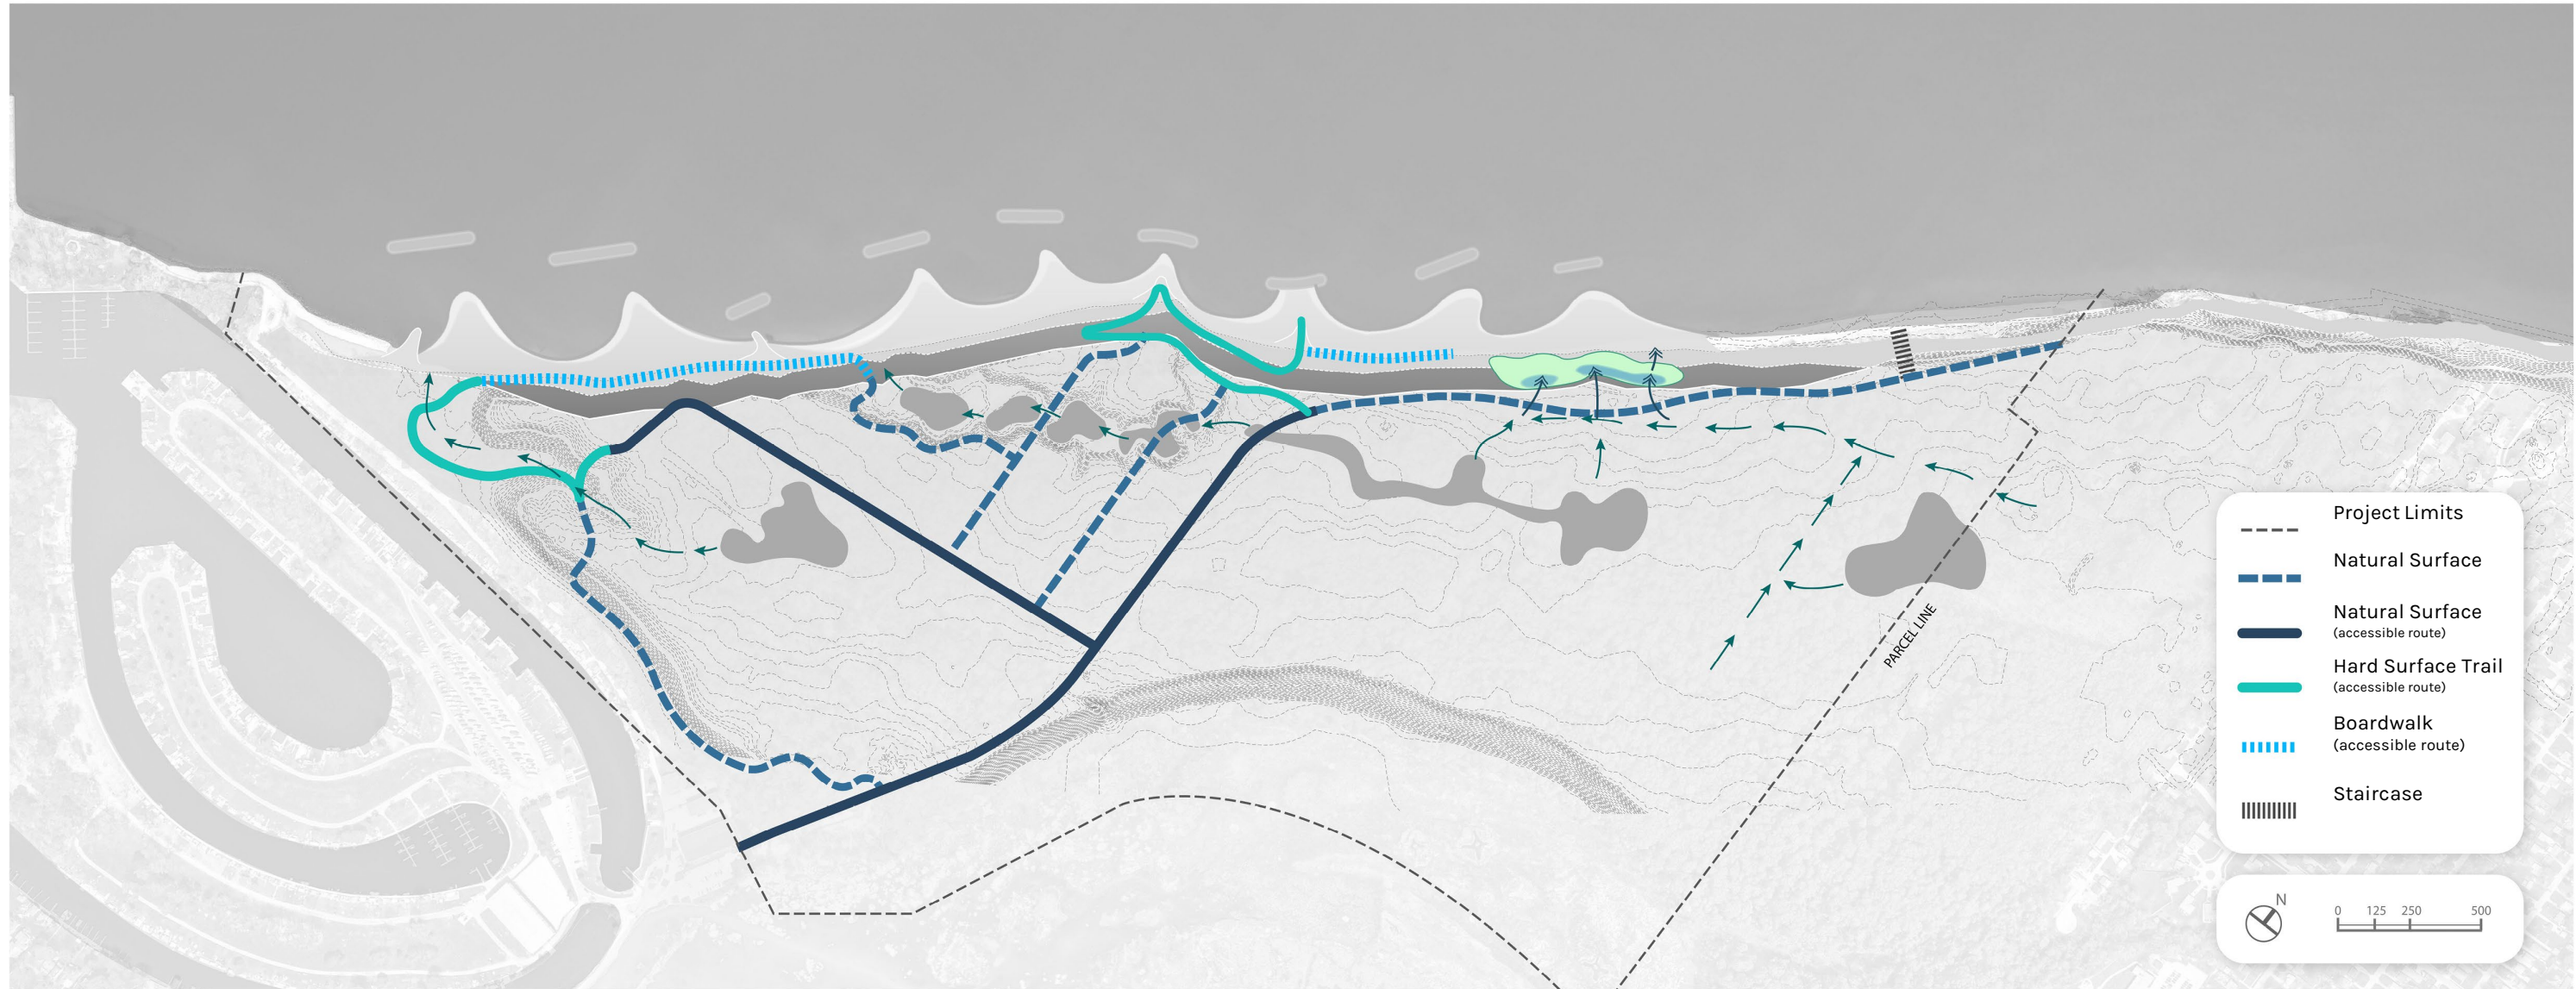 PARCEL LINE
Project Limits
Natural Surface
Natural Surface
(accessible route)
Hard Surface Trail
(accessible route)
Boardwalk
(accessible route)
Staircase
N
0 125 250 500